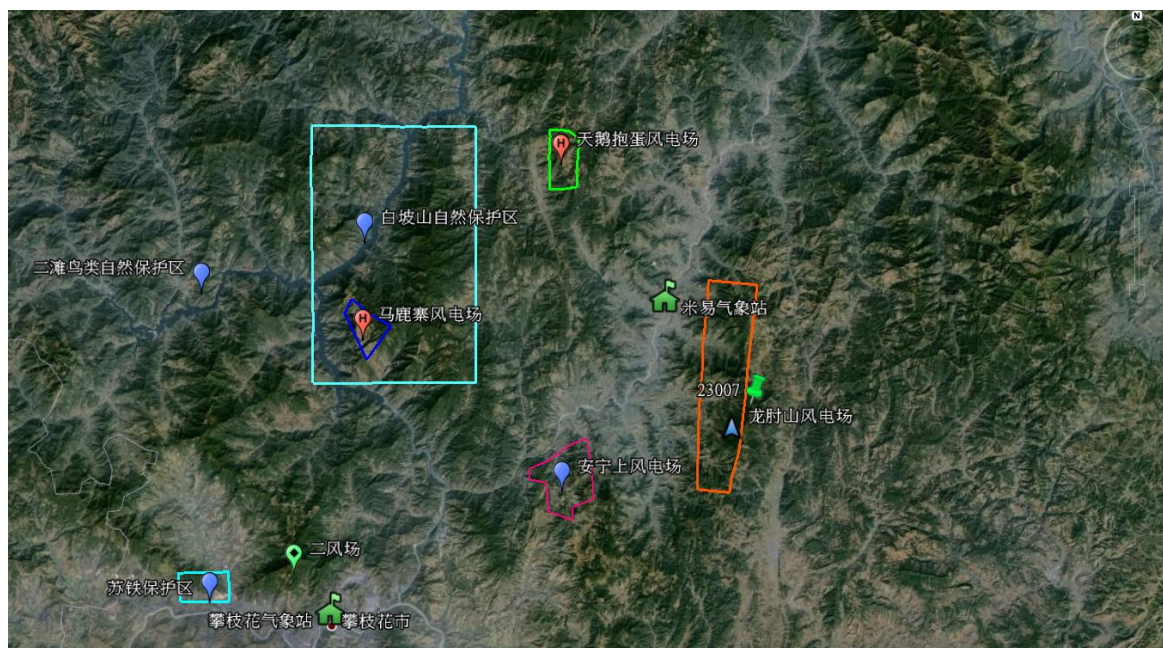 N
天鹅抱蛋风电场
白坡山自然保护区
二滩鸟类自然保护区
马鹿寨风电场
米易气象站
23007
龙肘山风电场
安宁上风电场
二风场
苏铁保护区
攀枝花气象站
攀枝花市